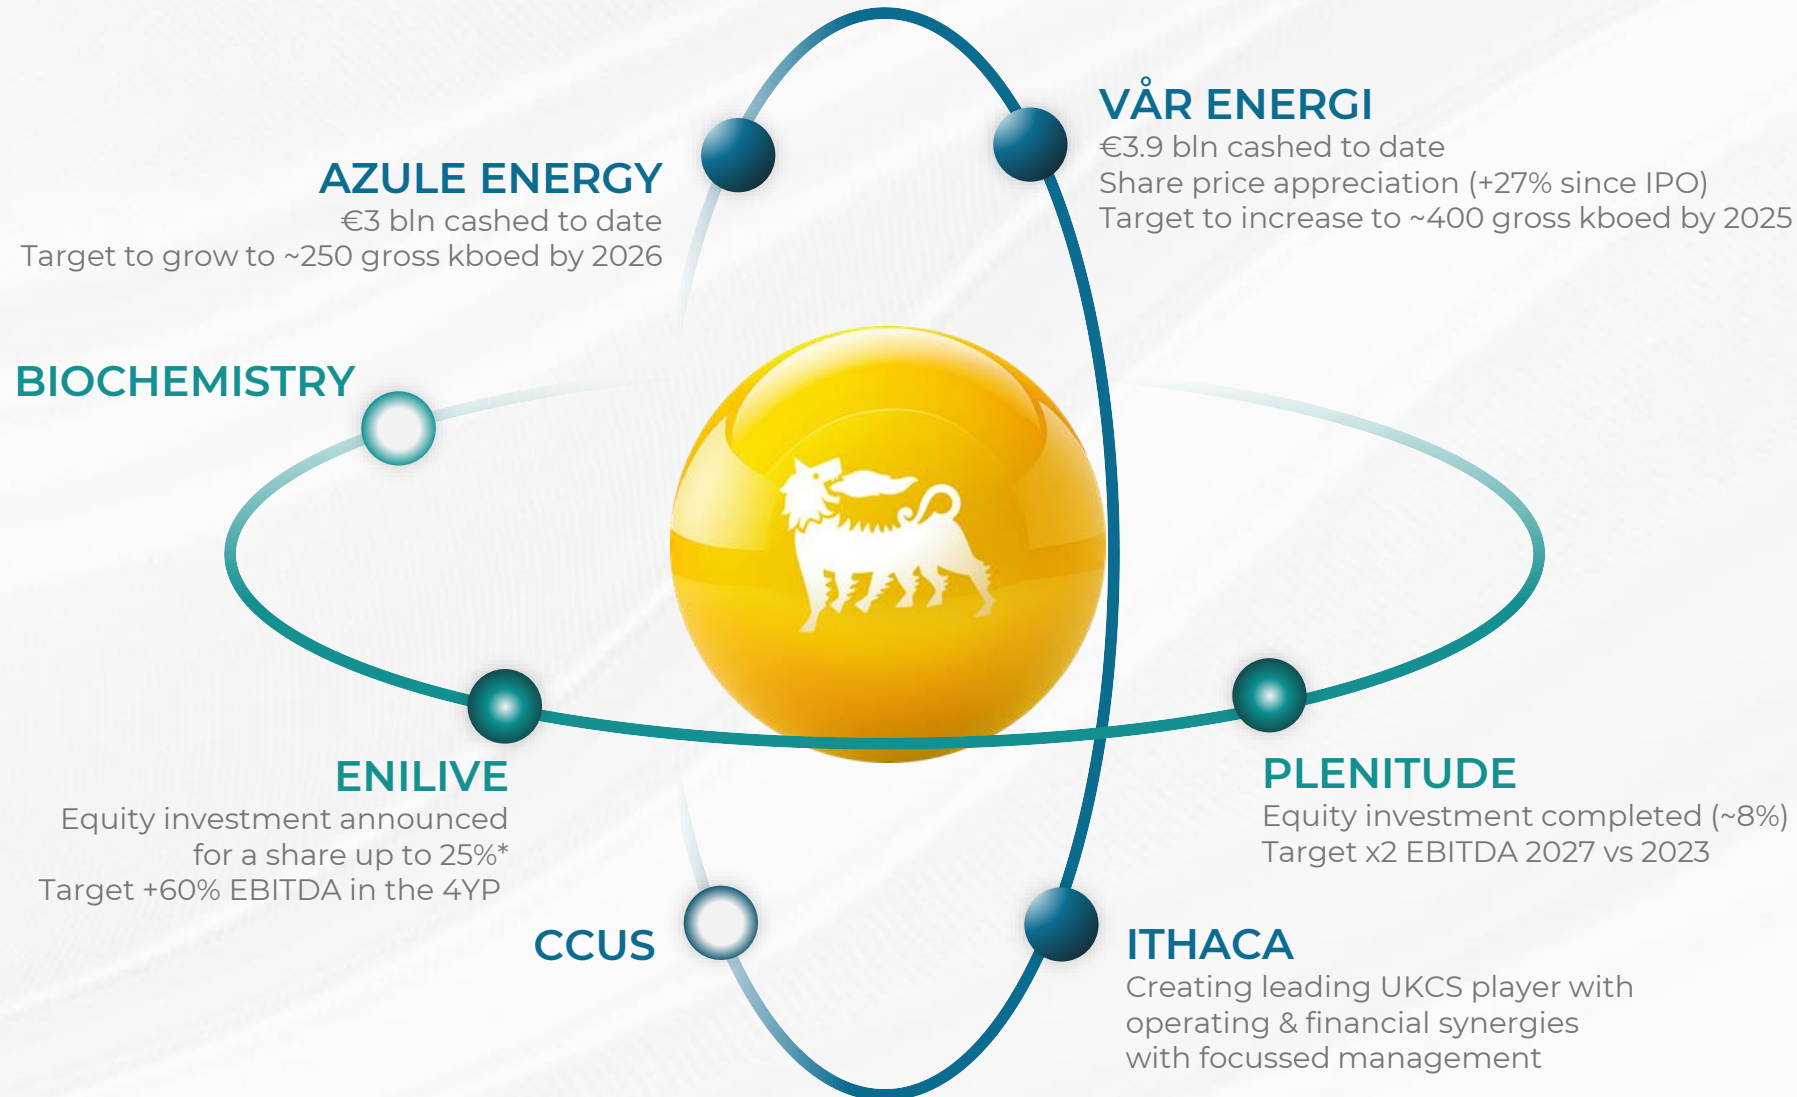 VÅR ENERGI
€3.9 bln cashed to date
Share price appreciation (+27% since IPO)
Target to increase to ~400 gross kboed by 2025
AZULE ENERGY
€3 bln cashed to date
Target to grow to ~250 gross kboed by 2026
BIOCHEMISTRY
ENILIVE
Equity investment announced
for a share up to 25%*
Target +60% EBITDA in the 4YP
PLENITUDE
Equity investment completed (~8%)
Target x2 EBITDA 2027 vs 2023
CCUS
ITHACA
Creating leading UKCS player with
operating & financial synergies
with focussed management